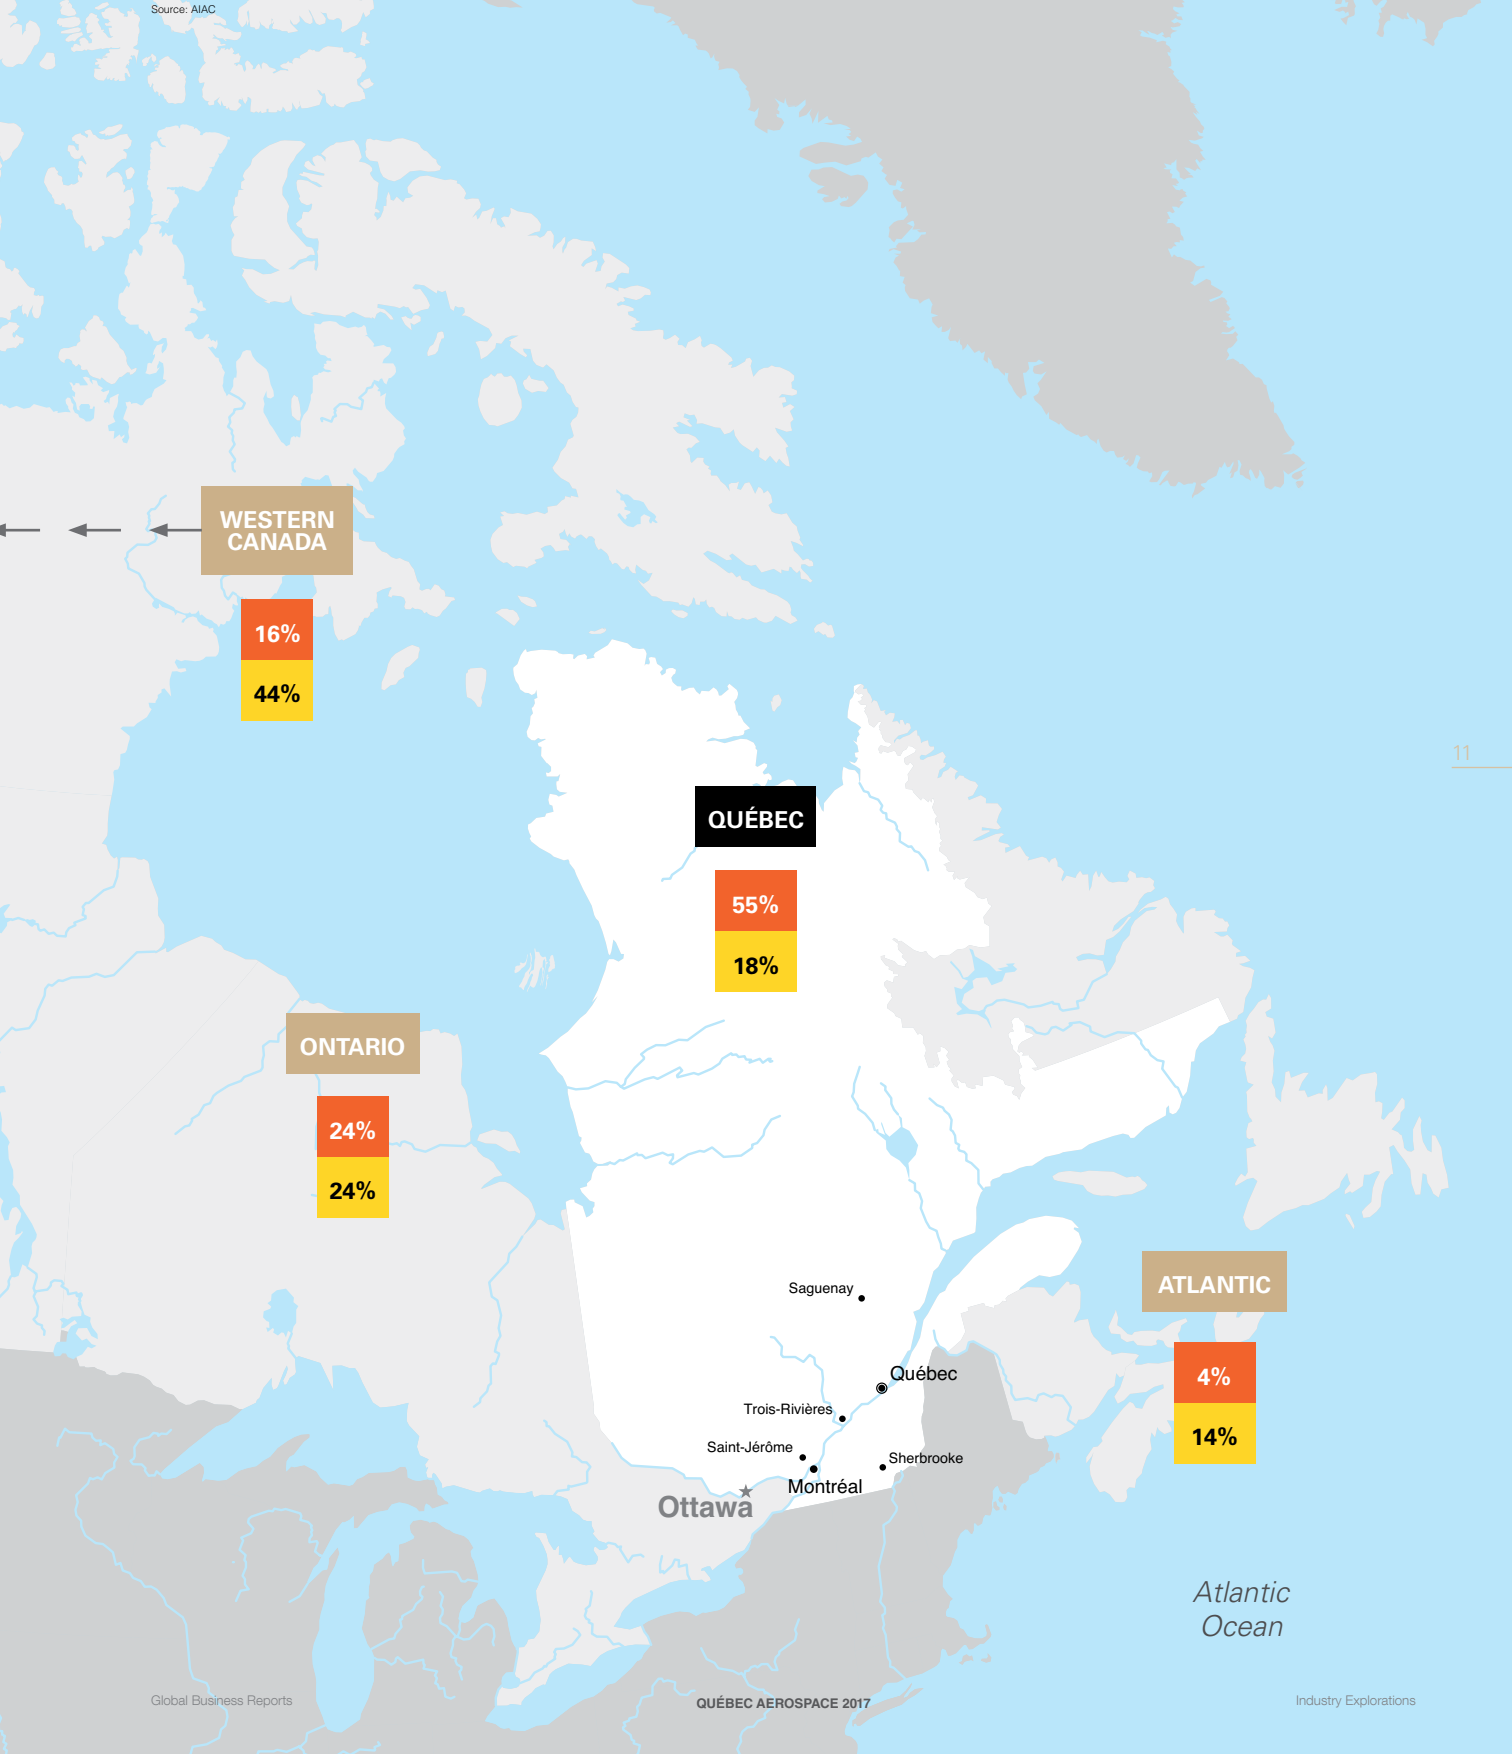 Source: AIAC
WESTERN
CANADA
16%
44%
11
QUÉBEC
55%
18%
ONTARIO
24%
24%
ATLANTIC
4%
14%
Saguenay
Québec
Trois-Rivières
Saint-Jérôme
Sherbrooke
Montréal
Ottawa
Atlantic
Ocean
Global Business Reports
QUÉBEC AEROSPACE 2017
Industry Explorations